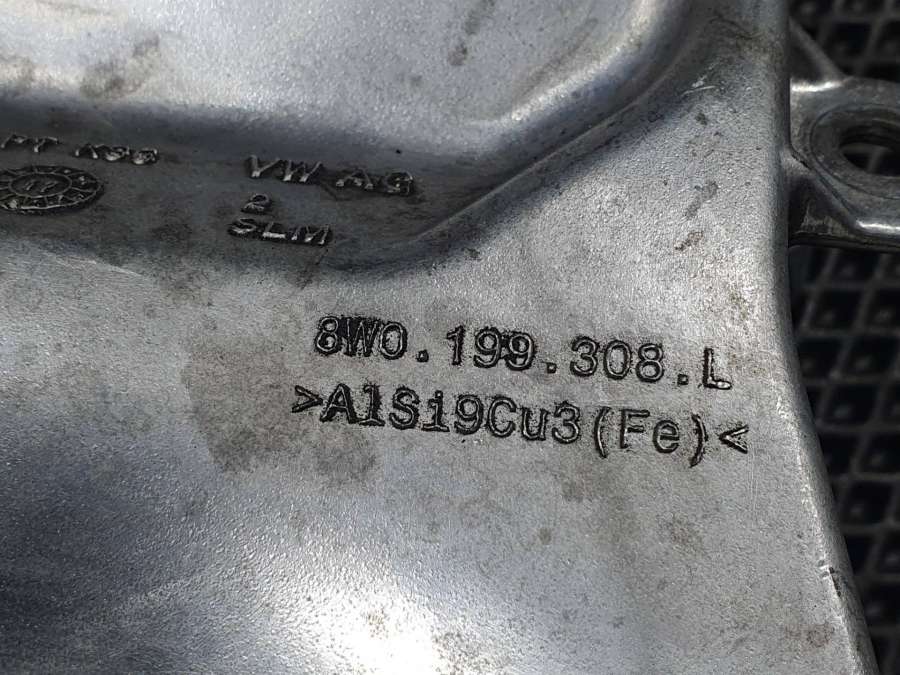 VW AG
2
SLM
8W0.199.308.L
>AlSi9Cu3(Fe)<